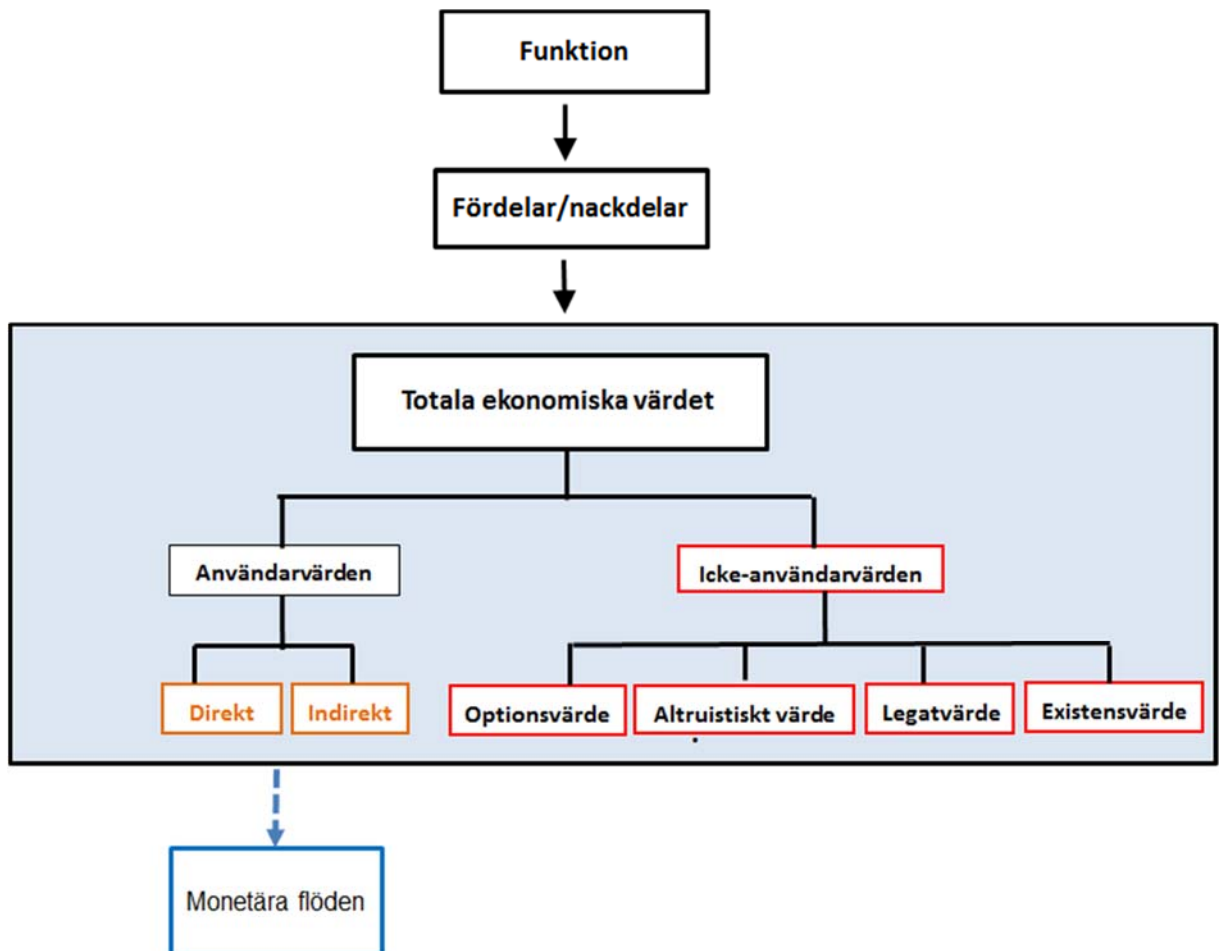 Funktion
Fördelar/nackdelar
Totala ekonomiska värdet
Användarvärden
Icke-användarvärden
Direkt
Indirekt
Optionsvärde
Altruistiskt värde
Legatvärde
Existensvärde
Monetära flöden